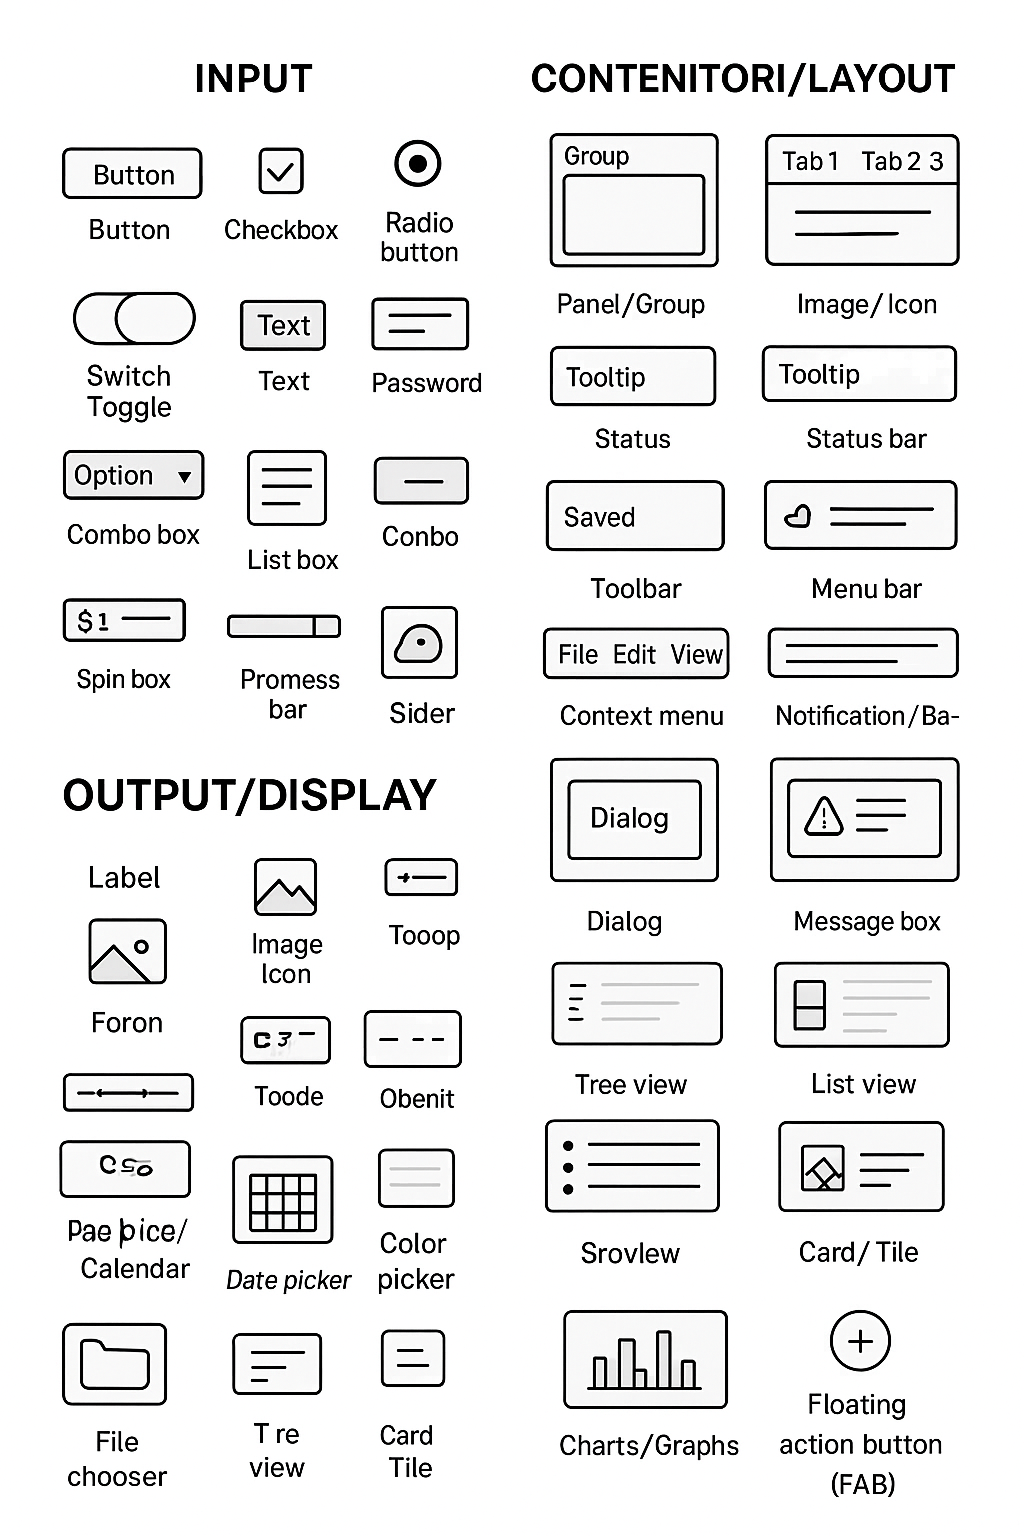 INPUT
Button
Button
Checkbox
Radio
button
Switch
Toggle
Text
Text
Password
Option
Combo box
List box
Conbo
$1
Spin box
Promess
bar
Sider
OUTPUT/DISPLAY
Label
Image
Icon
Tooop
Foron
Toode
Obenit
Pae pice/
Calendar
Date picker
Color
picker
File
chooser
T re
view
Card
Tile
CONTENITORI/LAYOUT
Group
Panel/Group
Tab 1 Tab 2 3
Image/Icon
Tooltip
Status
Tooltip
Status bar
Saved
Toolbar
Menu bar
File Edit View
Context menu
Notification/Ba-
Dialog
Dialog
Message box
Tree view
List view
Srovlew
Card/ Tile
Charts/Graphs
Floating
action button
(FAB)